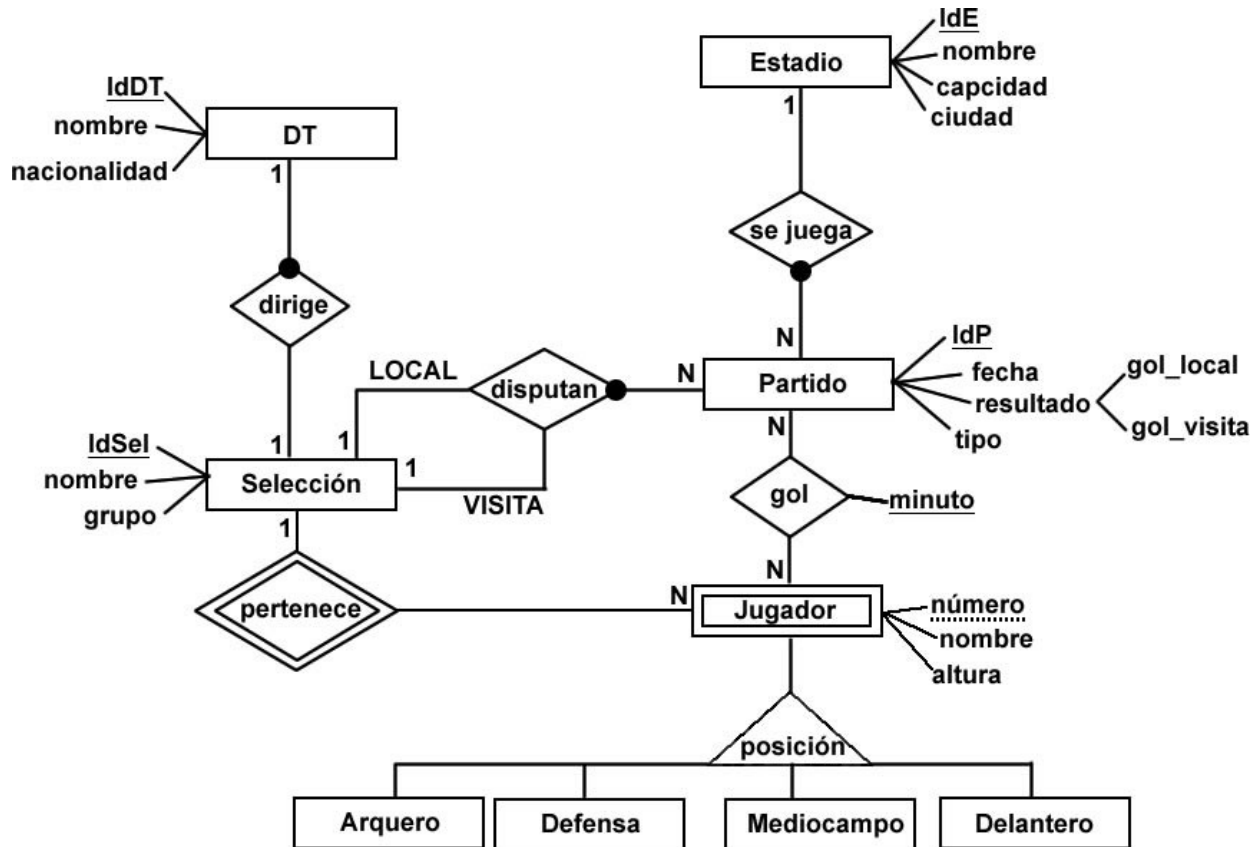 IdE
nombre
capcidad
ciudad
Estadio
1
IdDT
nombre
nacionalidad
DT
1
se juega
dirige
N
LOCAL
disputan
N
Partido
IdP
fecha
resultado
tipo
gol_local
gol_visita
N
1
1
1
IdSel
nombre
grupo
Selección
VISITA
gol
minuto
1
N
pertenece
N
Jugador
número
nombre
altura
posición
Arquero
Defensa
Mediocampo
Delantero